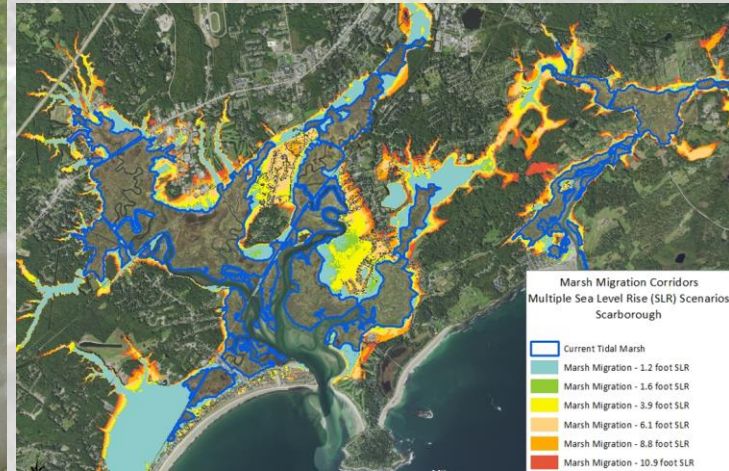 Marsh Migration Corridors
Multiple Sea Level Rise (SLR) Scenarios
Scarborough
Current Tidal Marsh
Marsh Migration - 1.2 foot SLR
Marsh Migration - 1.6 foot SLR
Marsh Migration - 3.9 foot SLR
Marsh Migration - 6.1 foot SLR
Marsh Migration - 8.8 foot SLR
Marsh Migration - 10.9 foot SLR